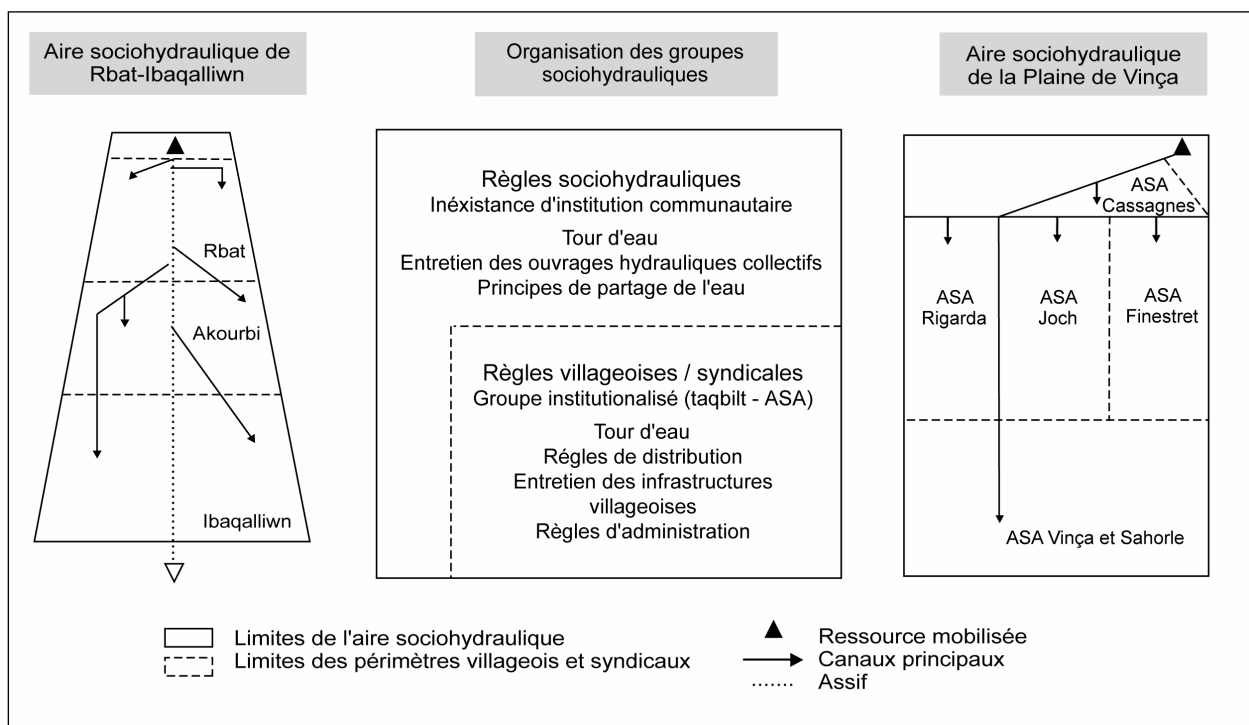 Aire sociohydraulique de
Rbat-Ibaqalliwn
Rbat
Akourbi
Ibaqalliwn
Organisation des groupes
sociohydrauliques
Règles sociohydrauliques
Inéxistance d'institution communautaire
Tour d'eau
Entretien des ouvrages hydrauliques collectifs
Principes de partage de l'eau
Règles villageoises / syndicales
Groupe institutionalisé (taqbilt - ASA)
Tour d'eau
Régles de distribution
Entretien des infrastructures
villageoises
Règles d'administration
Aire sociohydraulique
de la Plaine de Vinça
ASA
Cassagnes
ASA
Rigarda
ASA
Joch
ASA
Finestret
ASA Vinça et Sahorle
Limites de l'aire sociohydraulique
Limites des périmètres villageois et syndicaux
Ressource mobilisée
Canaux principaux
Assif